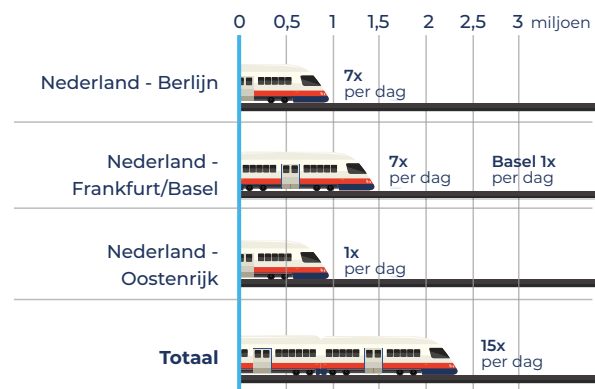 0 0,5 1 1,5 2 2,5 3 miljoen
Nederland - Berlijn
7x
per dag
Nederland -
Frankfurt/Basel
7x
per dag
Basel 1x
per dag
Nederland -
Oostenrijk
1x
per dag
Totaal
15x
per dag